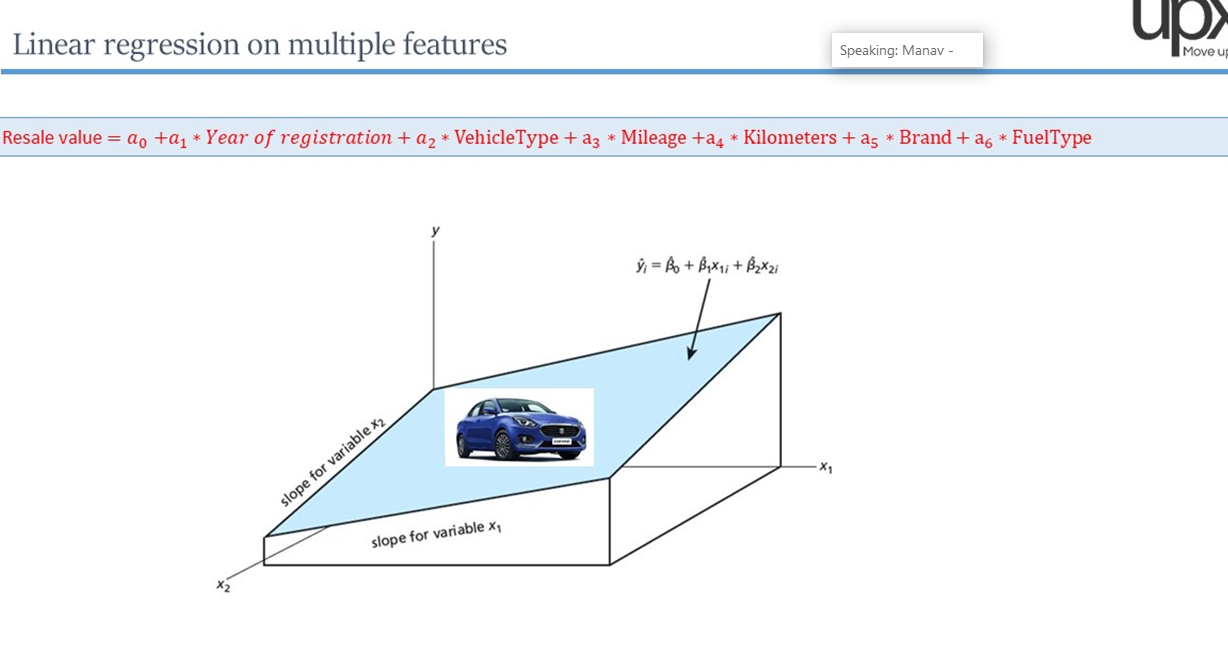 upx
Linear regression on multiple features
Speaking: Manav -
Move up
Resale value = a₀ +a₁ * Year of registration + a₂ * VehicleType + a₃ * Mileage +a₄ * Kilometers + a₅ * Brand + a₆ * FuelType
y
ŷᵢ = β̂₀ + β̂₁x₁ᵢ + β̂₂x₂ᵢ
slope for variable x₂
x₁
slope for variable x₁
x₂